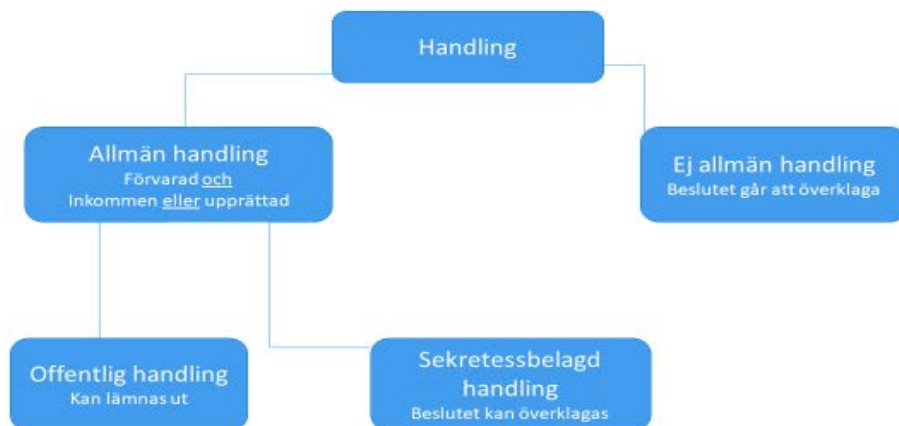 Handling
Allmän handling
Förvarad och
Inkommen eller upprättad
Ej allmän handling
Beslutet går att överklaga
Offentlig handling
Kan lämnas ut
Sekretessbelagd
handling
Beslutet kan överklagas